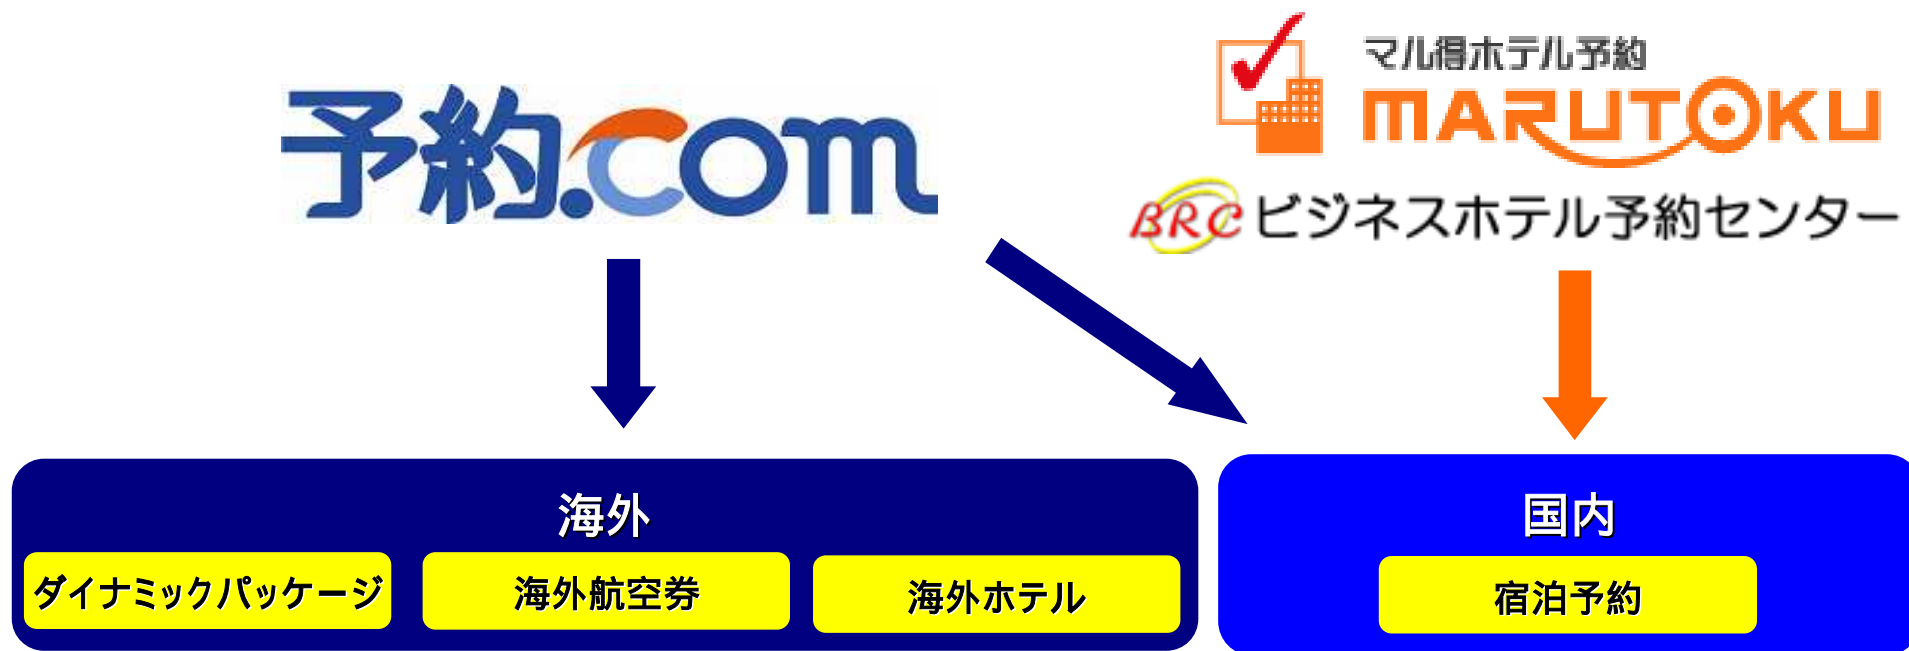 予約.com
マル得ホテル予約
MARUTOKU
BRC ビジネスホテル予約センター
海外
ダイナミックパッケージ
海外航空券
海外ホテル
国内
宿泊予約